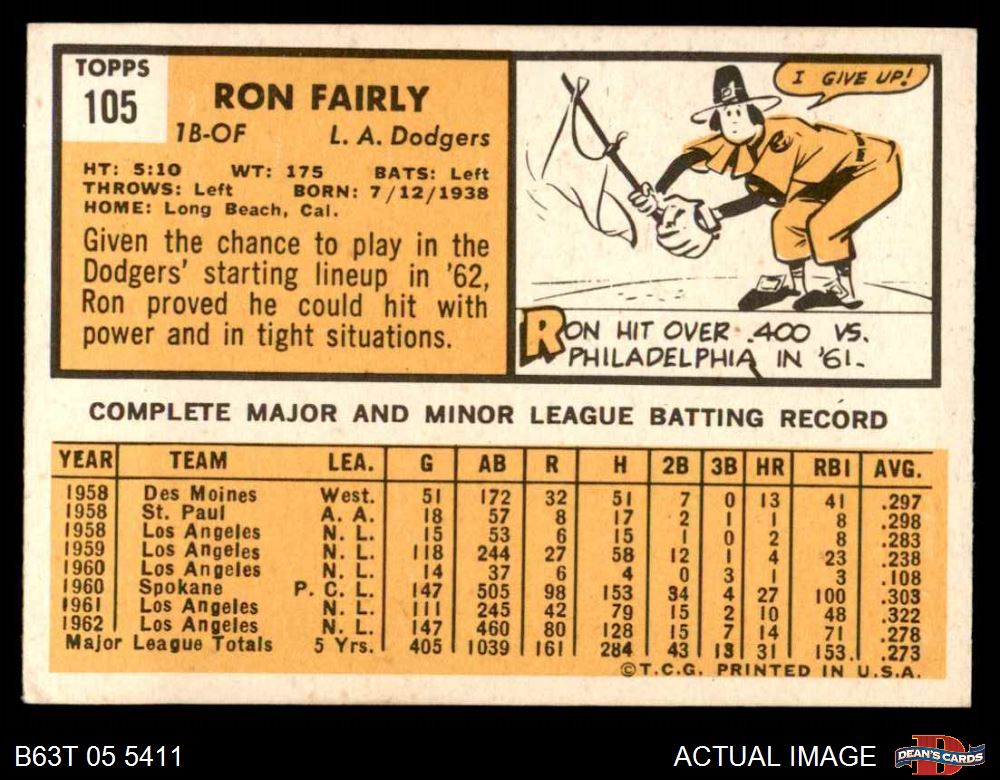 TOPPS
105
RON FAIRLY
1B-OF L. A. Dodgers
HT: 5:10 WT: 175 BATS: Left
THROWS: Left BORN: 7/12/1938
HOME: Long Beach, Cal.
Given the chance to play in the
Dodgers' starting lineup in '62,
Ron proved he could hit with
power and in tight situations.
I GIVE UP!
RON HIT OVER .400 VS.
PHILADELPHIA IN '61.
COMPLETE MAJOR AND MINOR LEAGUE BATTING RECORD
YEAR TEAM LEA. G AB R H 2B 3B HR RBI AVG.
1958 Des Moines West. 51 172 32 51 7 0 13 41 .297
1958 St. Paul A. A. 18 57 8 17 2 1 1 8 .298
1958 Los Angeles N. L. 15 53 6 15 1 0 2 8 .283
1959 Los Angeles N. L. 118 244 27 58 12 1 4 23 .238
1960 Los Angeles N. L. 14 37 6 4 0 3 1 3 .108
1960 Spokane P. C. L. 147 505 98 153 34 4 27 100 .303
1961 Los Angeles N. L. 111 245 42 79 15 2 10 48 .322
1962 Los Angeles N. L. 147 460 80 128 15 7 14 71 .278
Major League Totals 5 Yrs. 405 1039 161 284 43 13 31 153 .273
©T.C.G. PRINTED IN U.S.A.
B63T 05 5411
ACTUAL IMAGE
DEAN'S CARDS